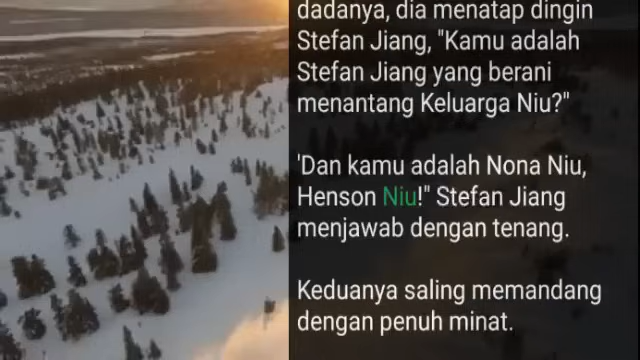 dadanya, dia menatap dingin
Stefan Jiang, "Kamu adalah
Stefan Jiang yang berani
menantang Keluarga Niu?"
'Dan kamu adalah Nona Niu,
Henson Niu!" Stefan Jiang
menjawab dengan tenang.
Keduanya saling memandang
dengan penuh minat.